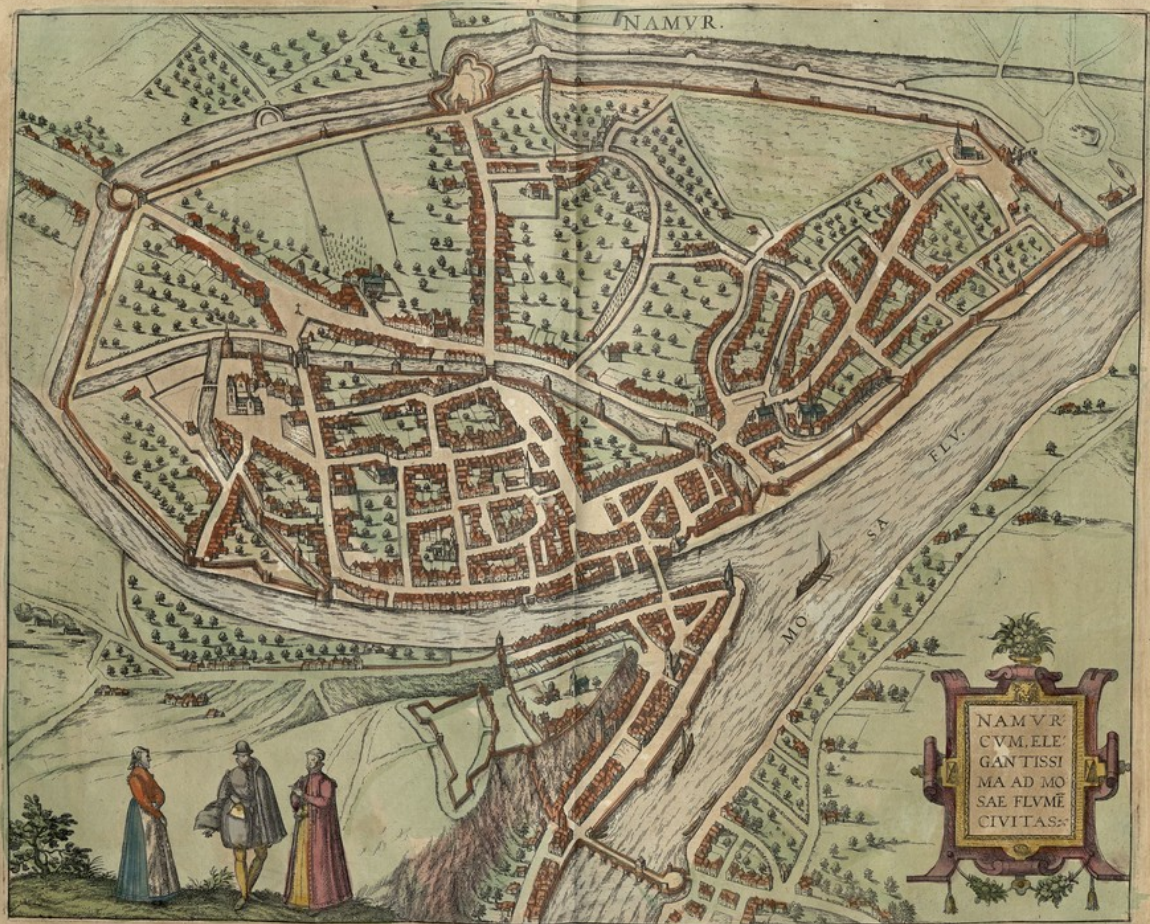 NAMVR.
FLV.
MO SA
NAMVR
CVM, ELE
GANTISSI
MA AD MO
SAE FLVMĒ
CIVITAS